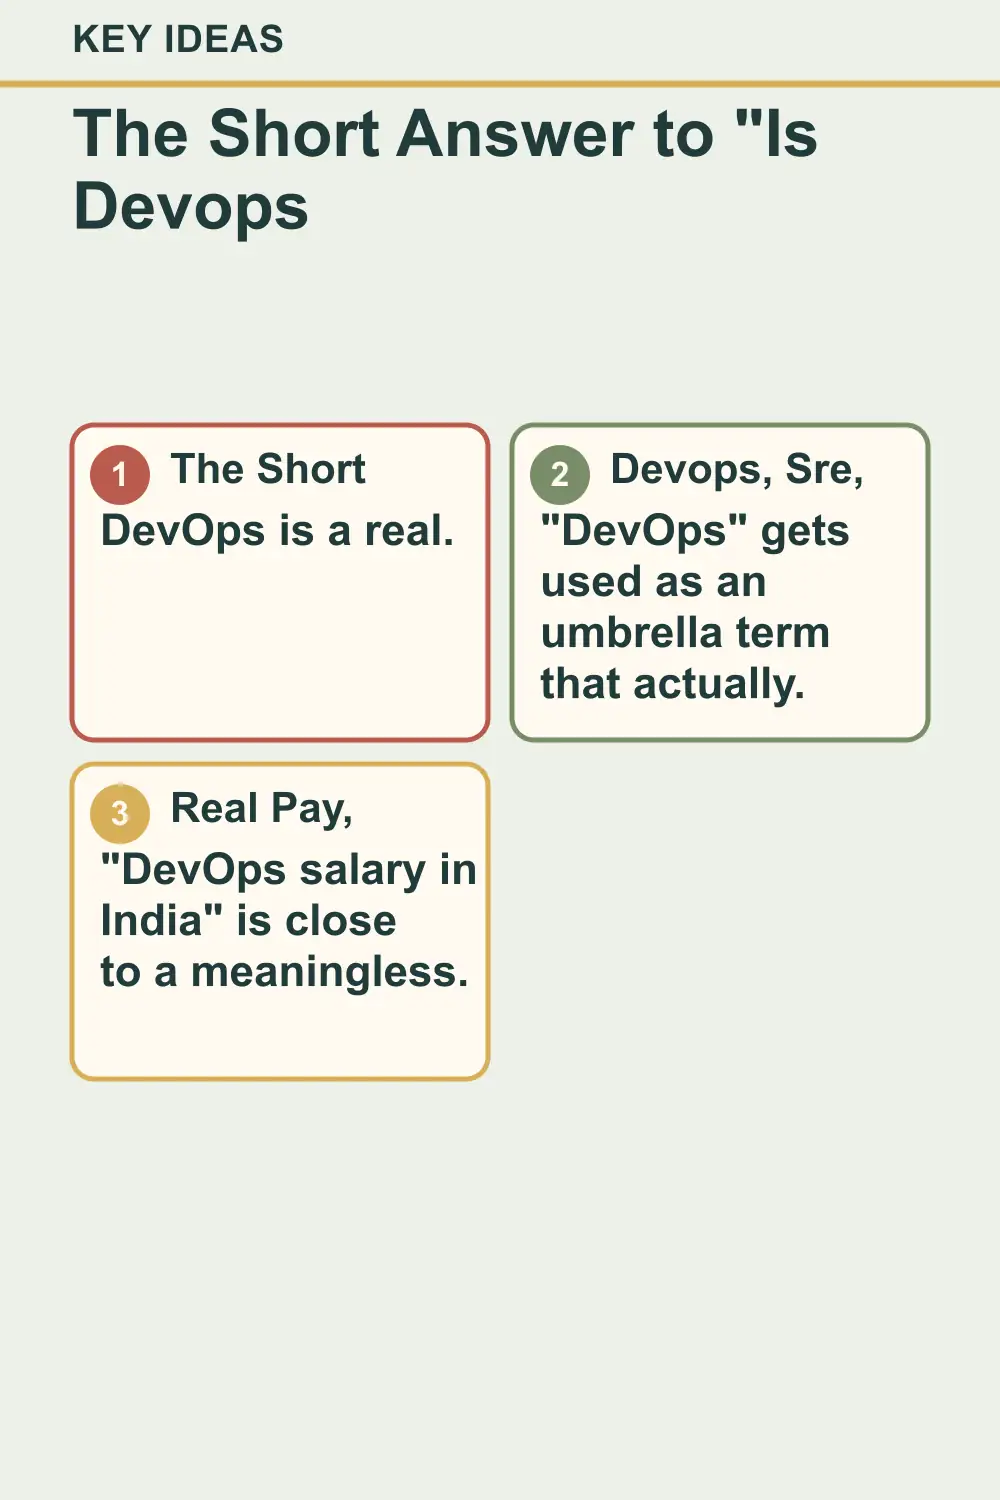 KEY IDEAS
The Short Answer to "Is
Devops
1 The Short
DevOps is a real.
2 Devops, Sre,
"DevOps" gets
used as an
umbrella term
that actually.
3 Real Pay,
"DevOps salary in
India" is close
to a meaningless.